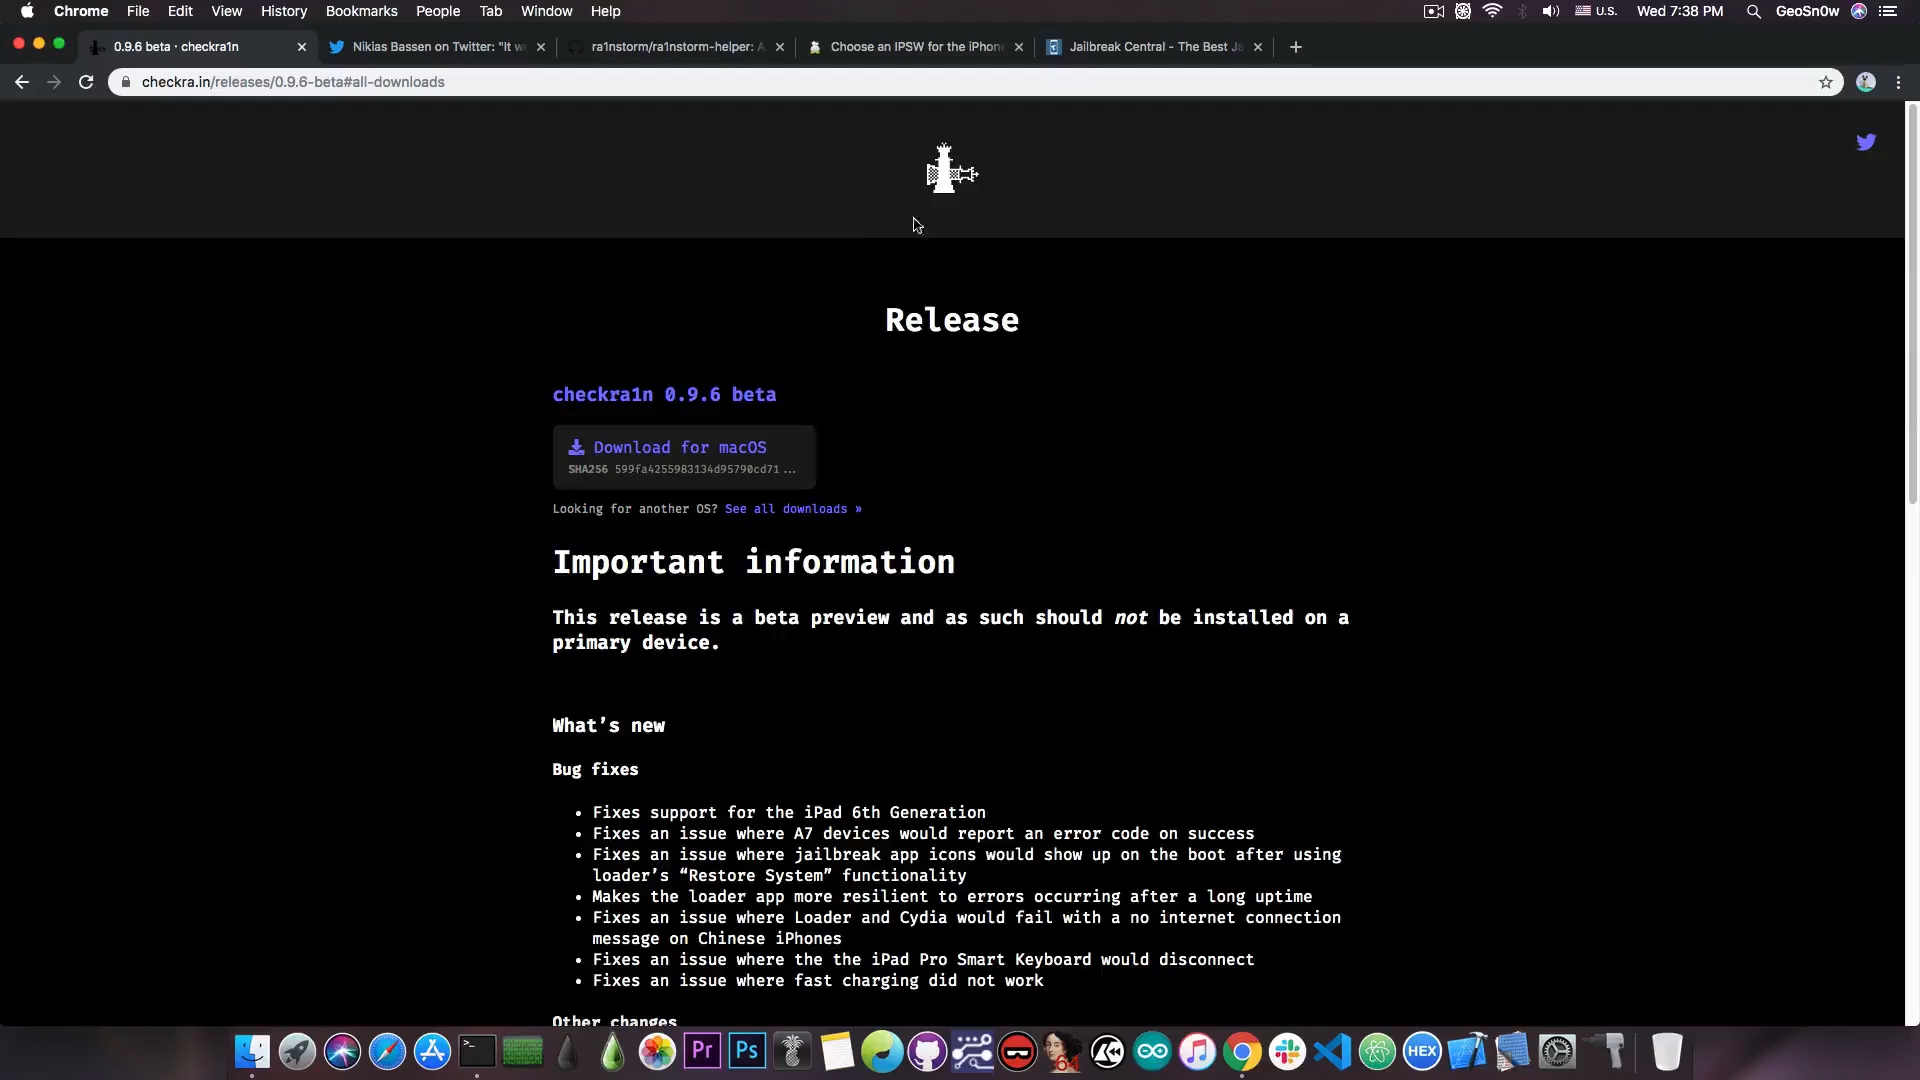 Chrome File Edit View History Bookmarks People Tab Window Help U.S. Wed 7:38 PM GeoSn0w
0.9.6 beta · checkra1n Nikias Bassen on Twitter: "It w ra1nstorm/ra1nstorm-helper: A Choose an IPSW for the iPhon Jailbreak Central - The Best Ja
checkra.in/releases/0.9.6-beta#all-downloads
Release
checkra1n 0.9.6 beta
Download for macOS
SHA256 599fa4255983134d95790cd71 ...
Looking for another OS? See all downloads »
Important information
This release is a beta preview and as such should not be installed on a
primary device.
What’s new
Bug fixes
• Fixes support for the iPad 6th Generation
• Fixes an issue where A7 devices would report an error code on success
• Fixes an issue where jailbreak app icons would show up on the boot after using
loader’s “Restore System” functionality
• Makes the loader app more resilient to errors occurring after a long uptime
• Fixes an issue where Loader and Cydia would fail with a no internet connection
message on Chinese iPhones
• Fixes an issue where the the iPad Pro Smart Keyboard would disconnect
• Fixes an issue where fast charging did not work
Other changes
Pr Ps 64 HEX